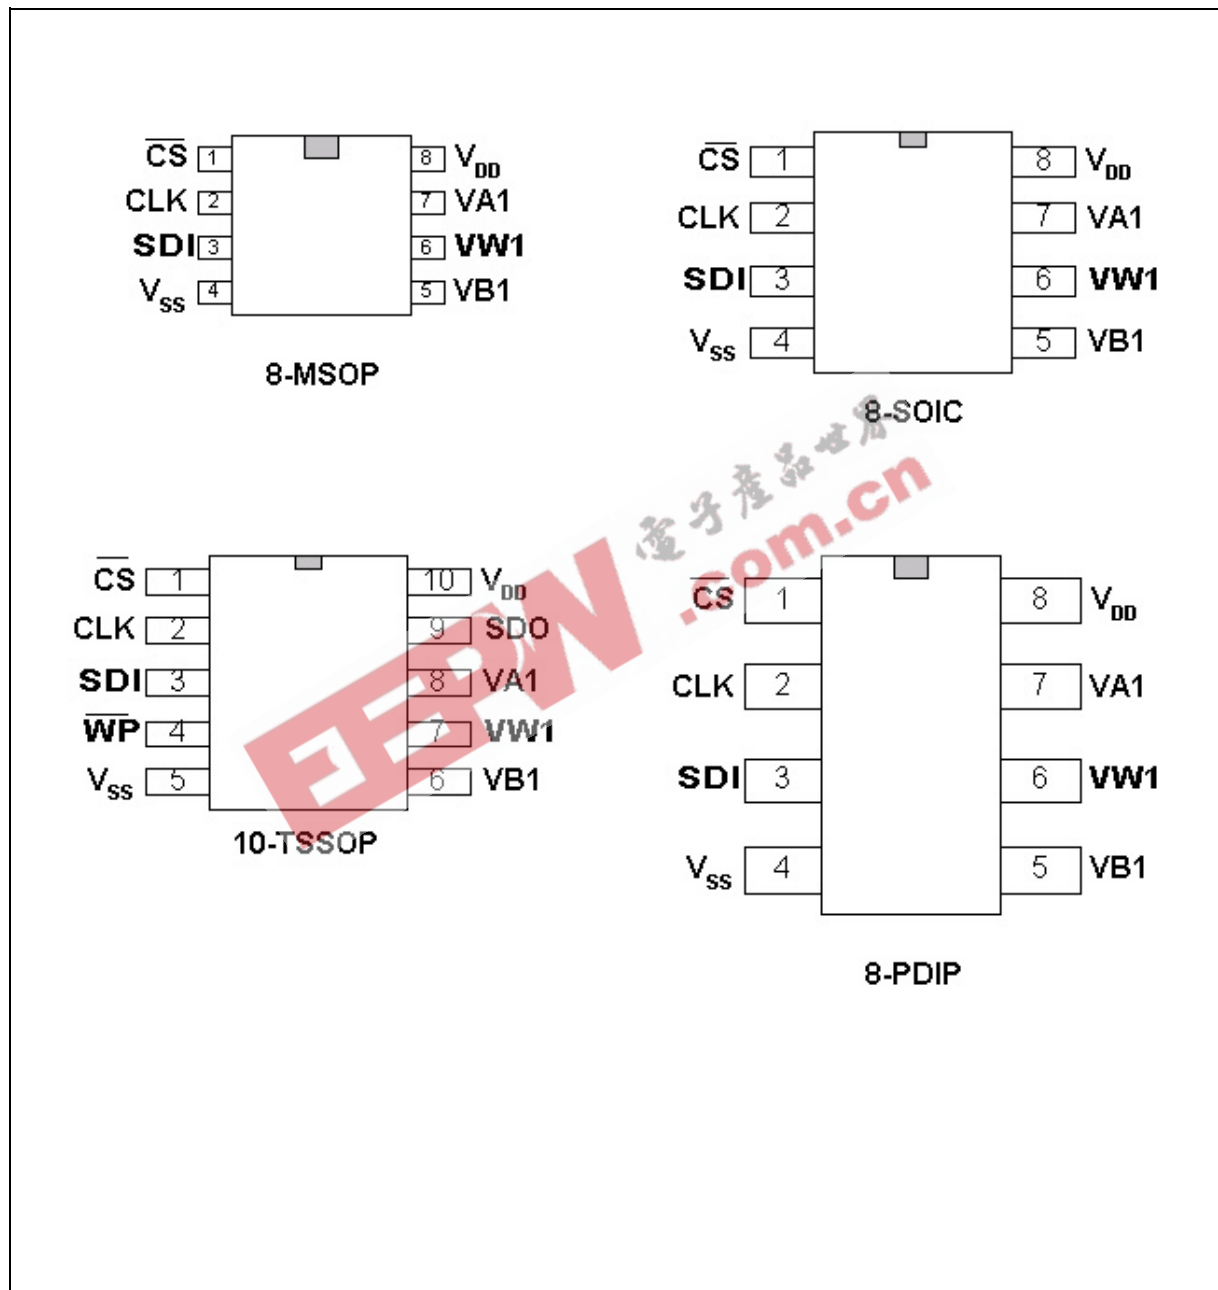 CS 1 8 VDD
CLK 2 7 VA1
SDI 3 6 VW1
VSS 4 5 VB1
8-MSOP
CS 1 8 VDD
CLK 2 7 VA1
SDI 3 6 VW1
VSS 4 5 VB1
8-SOIC
電子產品世界
EEPW.com.cn
CS 1 10 VDD
CLK 2 9 SDO
SDI 3 8 VA1
WP 4 7 VW1
VSS 5 6 VB1
10-TSSOP
CS 1 8 VDD
CLK 2 7 VA1
SDI 3 6 VW1
VSS 4 5 VB1
8-PDIP